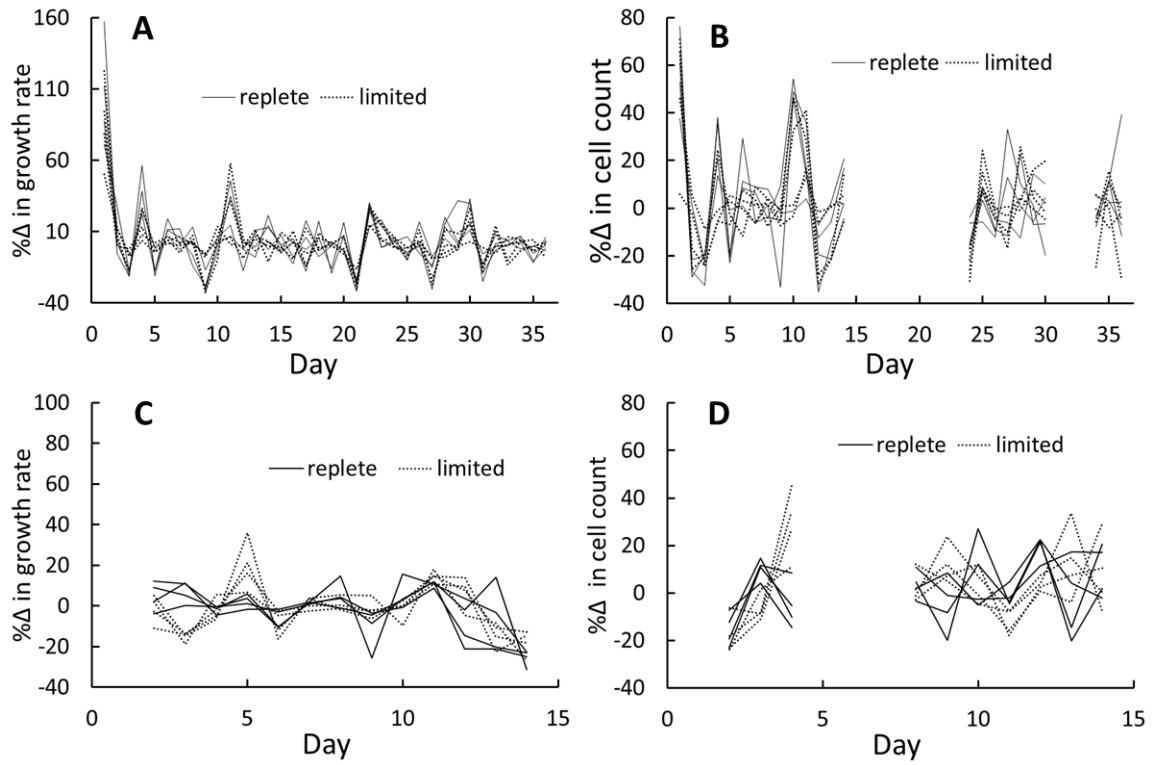 A
%Δ in growth rate
160
110
60
10
-40
replete limited
0 5 10 15 20 25 30 35
Day
B
%Δ in cell count
80
60
40
20
0
-20
-40
replete limited
0 5 10 15 20 25 30 35
Day
C
%Δ in growth rate
100
80
60
40
20
0
-20
-40
replete limited
0 5 10 15
Day
D
%Δ in cell count
80
60
40
20
0
-20
-40
replete limited
0 5 10 15
Day